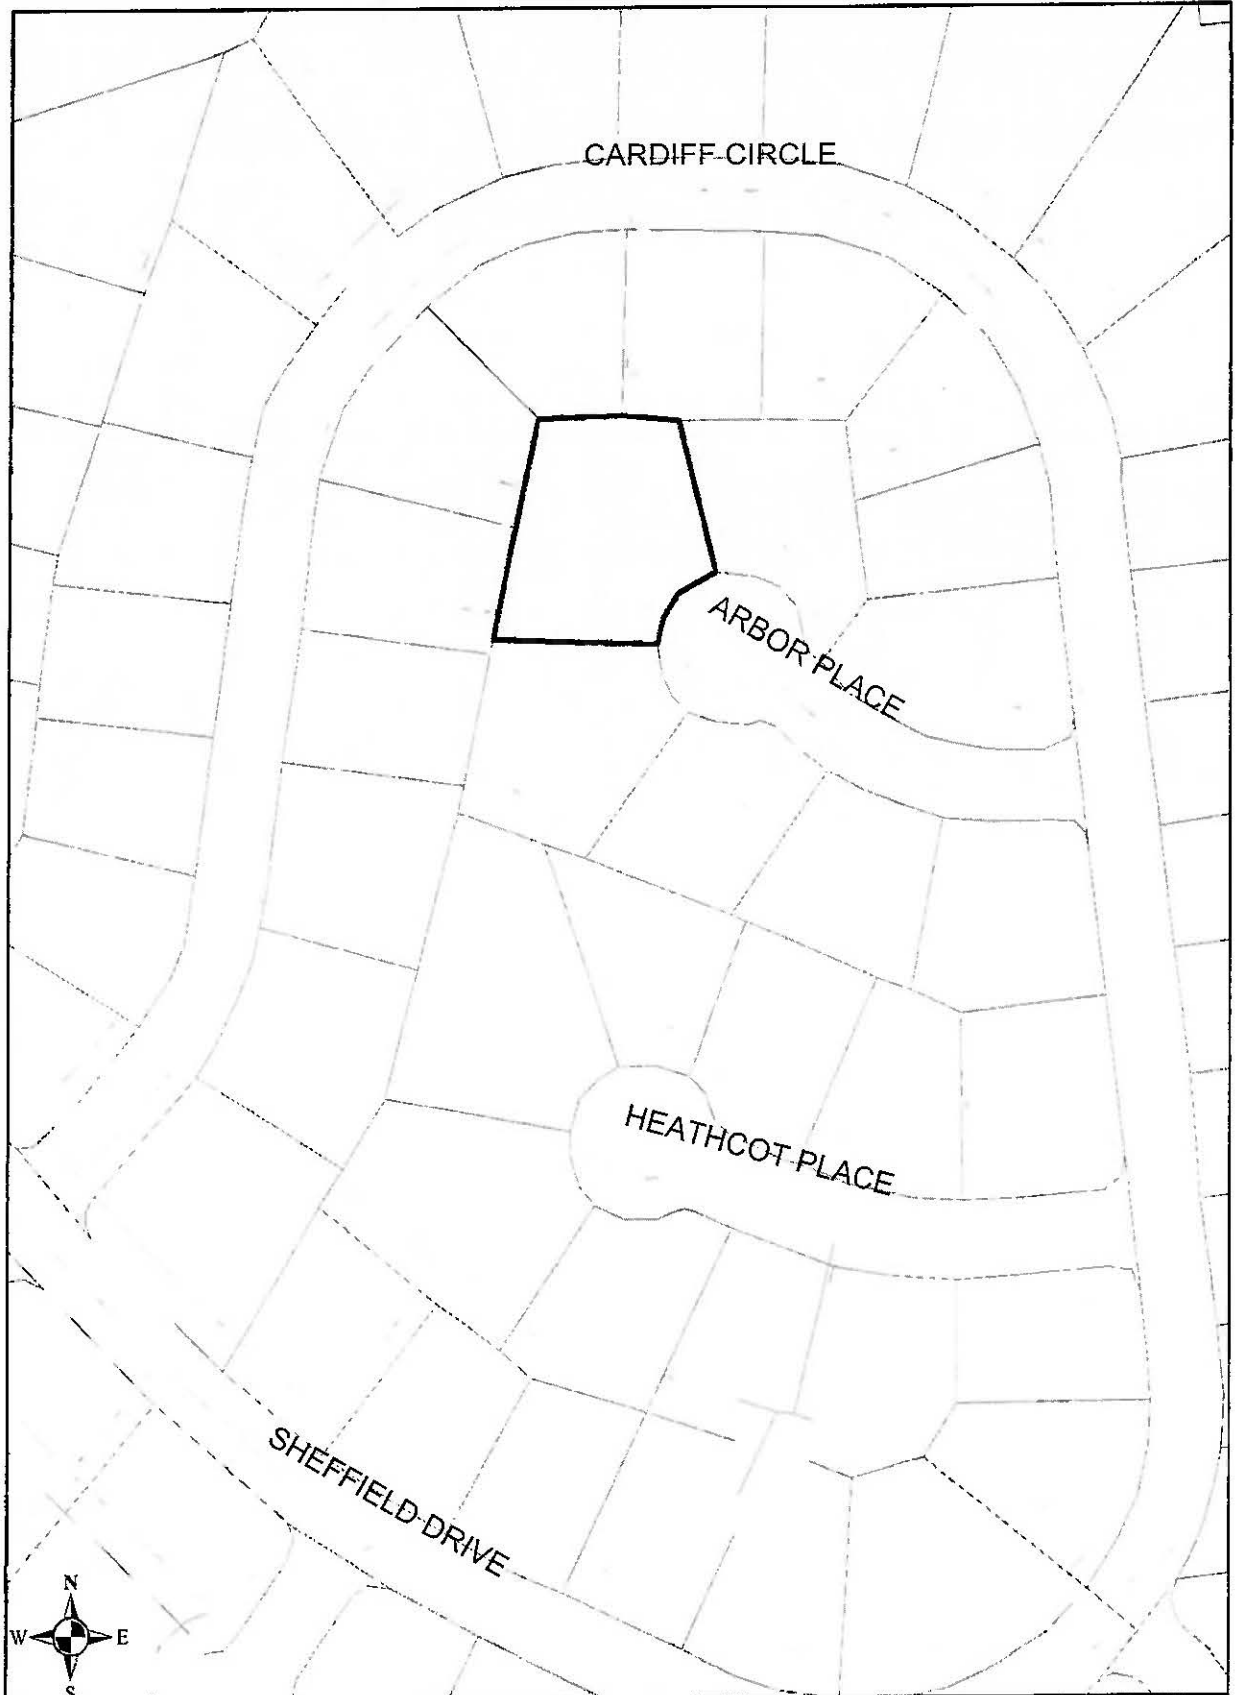 CARDIFF CIRCLE
ARBOR PLACE
HEATHCOT PLACE
SHEFFIELD DRIVE
N
W E
S